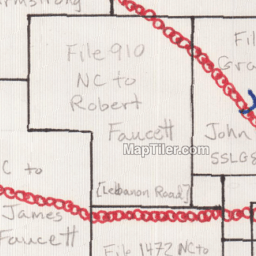 armstrong
File 910
NC to
Robert
Faucett
Fil
Gra
John
SSLG8
MapTiler.com
C to
[Lebanon Road]
James
Faucett
File 1472 NC to